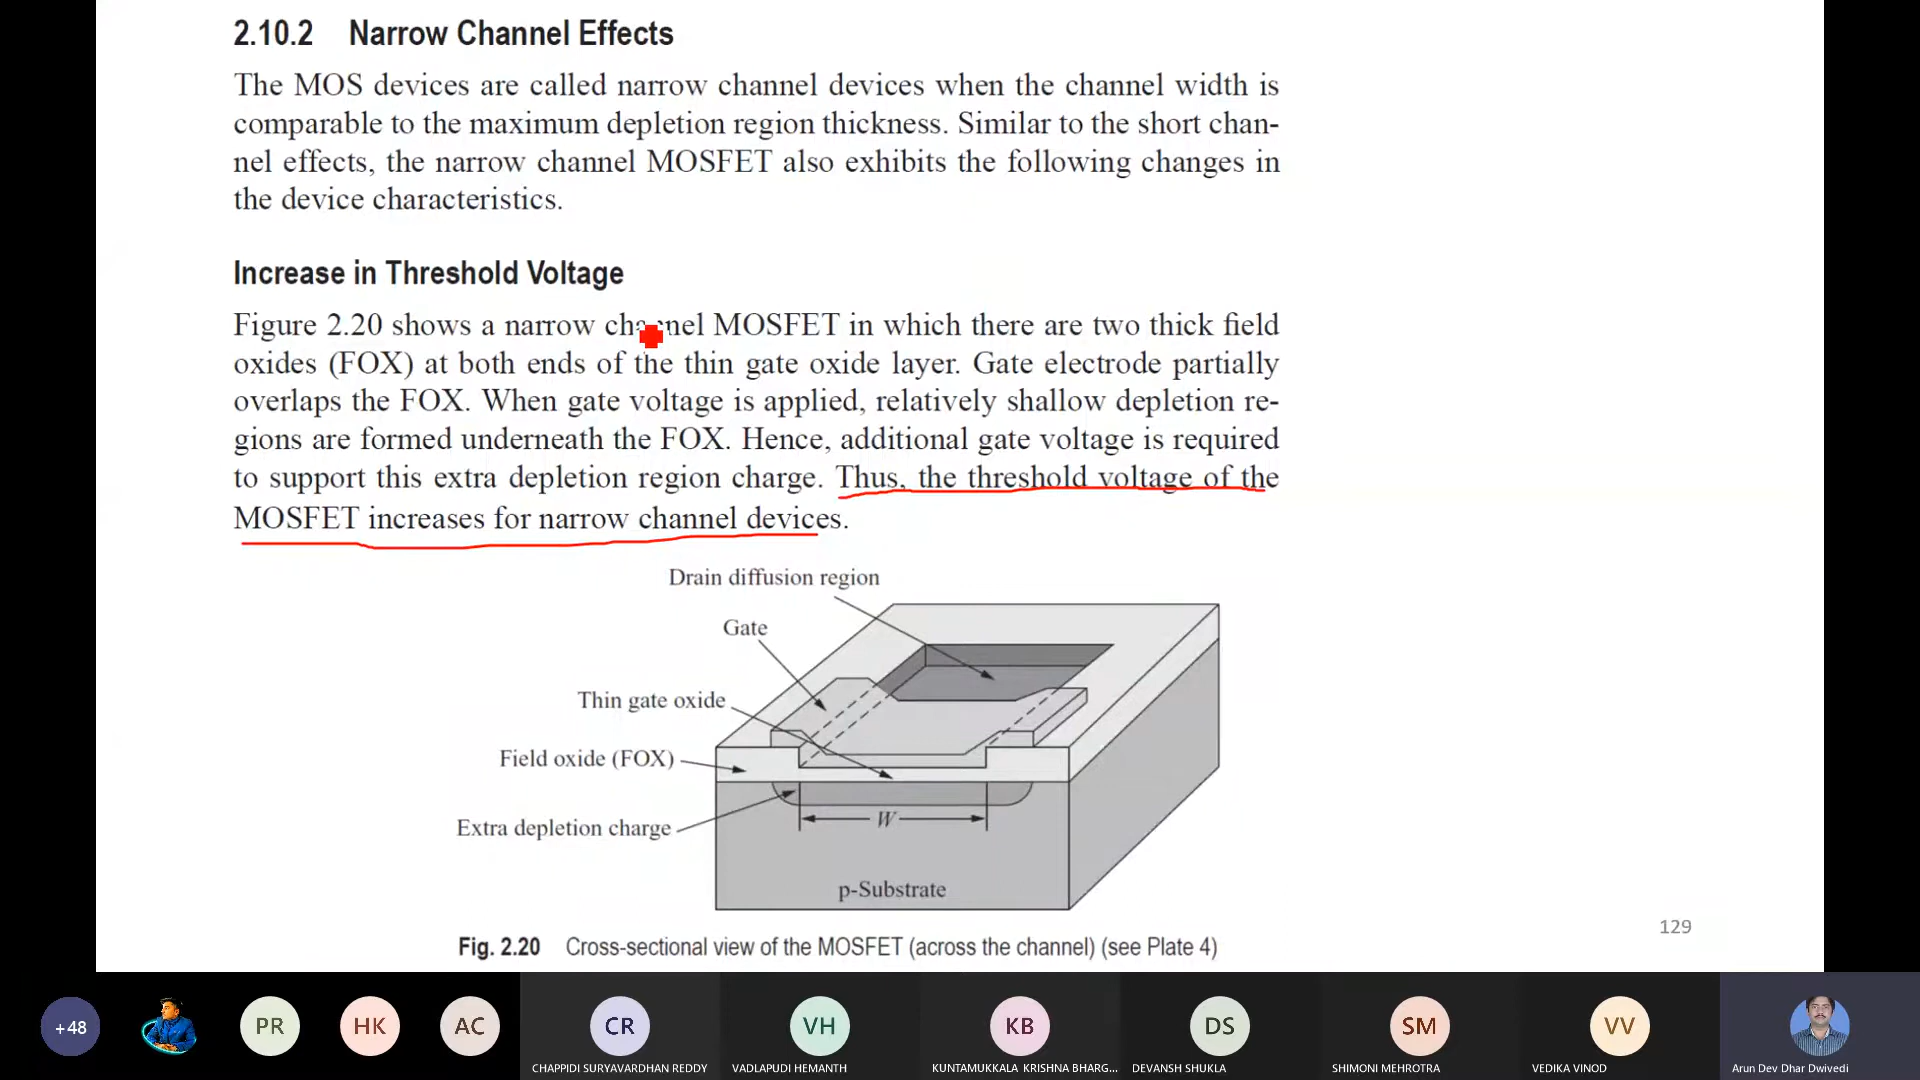 2.10.2 Narrow Channel Effects
The MOS devices are called narrow channel devices when the channel width is
comparable to the maximum depletion region thickness. Similar to the short chan-
nel effects, the narrow channel MOSFET also exhibits the following changes in
the device characteristics.
Increase in Threshold Voltage
Figure 2.20 shows a narrow channel MOSFET in which there are two thick field
oxides (FOX) at both ends of the thin gate oxide layer. Gate electrode partially
overlaps the FOX. When gate voltage is applied, relatively shallow depletion re-
gions are formed underneath the FOX. Hence, additional gate voltage is required
to support this extra depletion region charge. Thus, the threshold voltage of the
MOSFET increases for narrow channel devices.
Drain diffusion region
Gate
Thin gate oxide
Field oxide (FOX)
Extra depletion charge
W
p-Substrate
Fig. 2.20 Cross-sectional view of the MOSFET (across the channel) (see Plate 4)
129
+48
PR
HK
AC
CR
VH
KB
DS
SM
VV
CHAPPIDI SURYAVARDHAN REDDY
VADLAPUDI HEMANTH
KUNTAMUKKALA KRISHNA BHARG...
DEVANSH SHUKLA
SHIMONI MEHROTRA
VEDIKA VINOD
Arun Dev Dhar Dwivedi